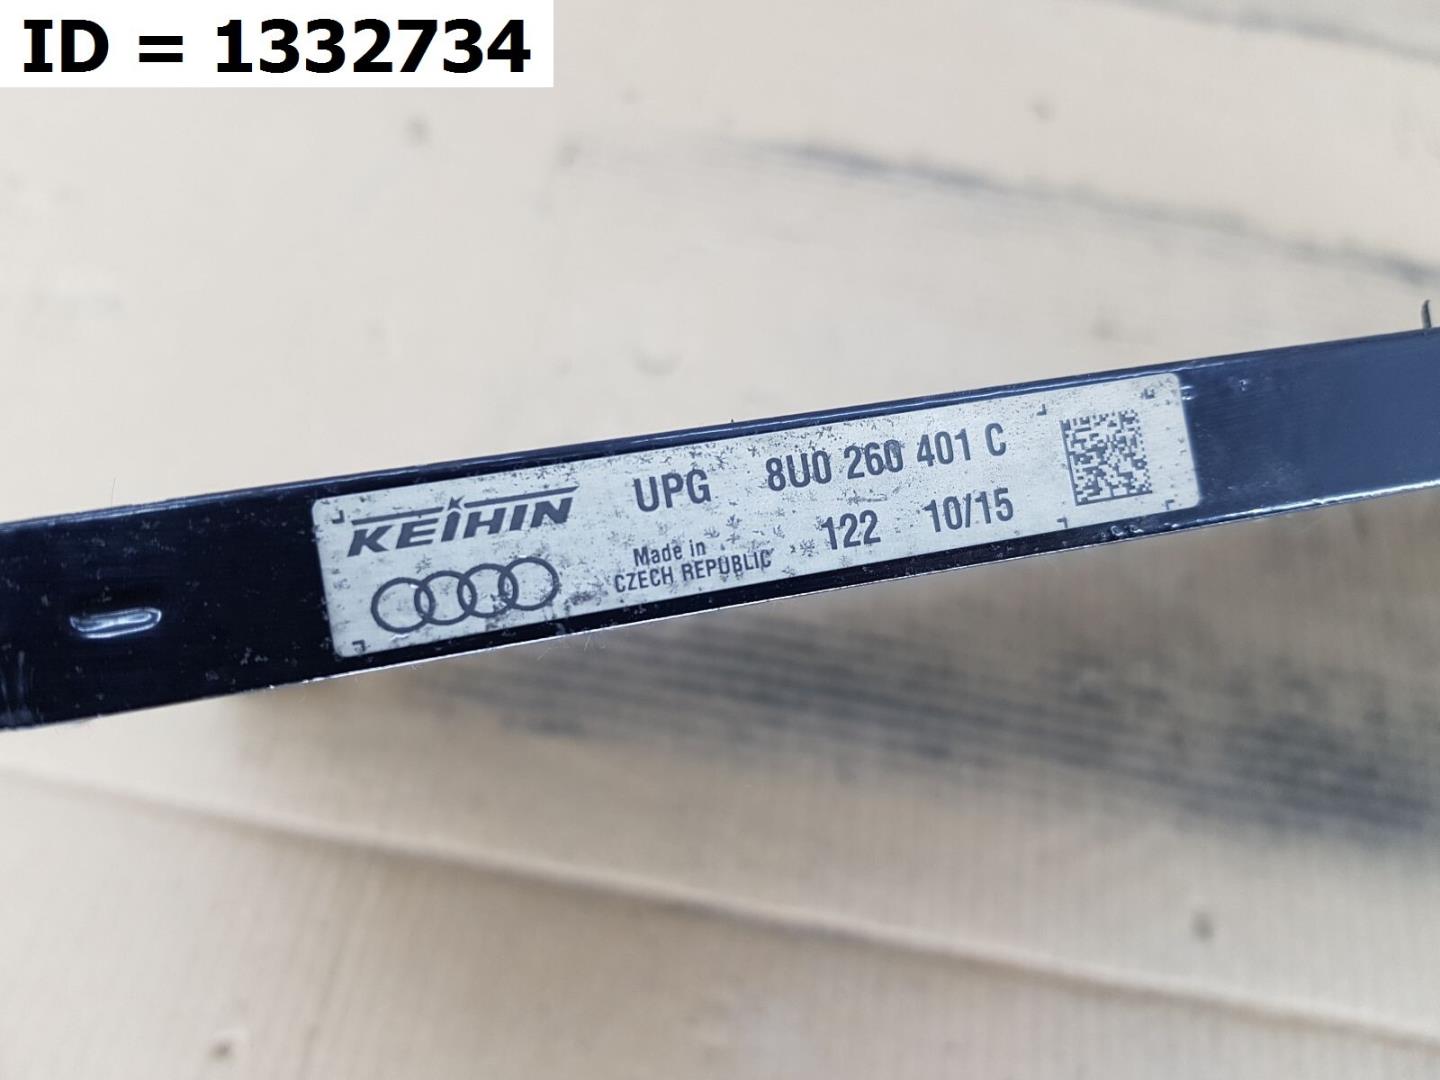 ID = 1332734
KEIHIN UPG 8U0 260 401 C
Made in
CZECH REPUBLIC
122 10/15